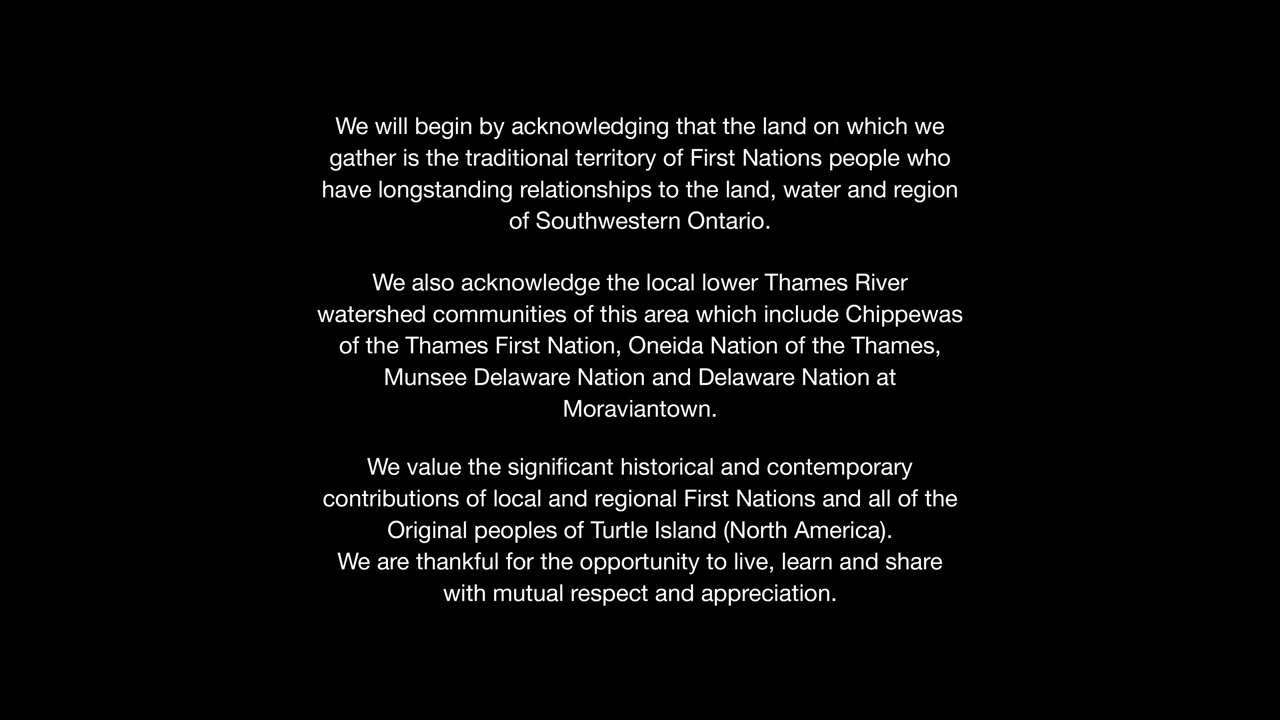 We will begin by acknowledging that the land on which we
gather is the traditional territory of First Nations people who
have longstanding relationships to the land, water and region
of Southwestern Ontario.
We also acknowledge the local lower Thames River
watershed communities of this area which include Chippewas
of the Thames First Nation, Oneida Nation of the Thames,
Munsee Delaware Nation and Delaware Nation at
Moraviantown.
We value the significant historical and contemporary
contributions of local and regional First Nations and all of the
Original peoples of Turtle Island (North America).
We are thankful for the opportunity to live, learn and share
with mutual respect and appreciation.